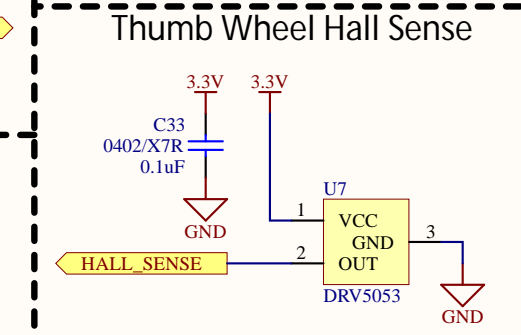 Thumb Wheel Hall Sense
3.3V 3.3V
C33
0402/X7R
0.1uF
GND
U7
1 VCC
GND 3
2 OUT
HALL_SENSE
DRV5053
GND